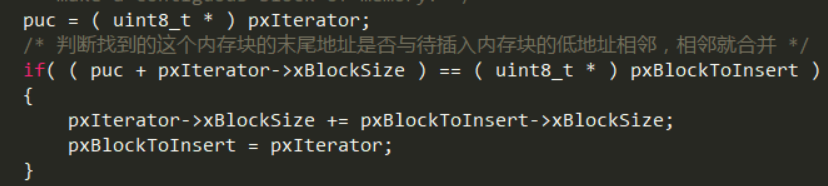 puc = ( uint8_t * ) pxIterator;
/* 判断找到的这个内存块的末尾地址是否与待插入内存块的低地址相邻，相邻就合并 */
if( ( puc + pxIterator->xBlockSize ) == ( uint8_t * ) pxBlockToInsert )
{
pxIterator->xBlockSize += pxBlockToInsert->xBlockSize;
pxBlockToInsert = pxIterator;
}